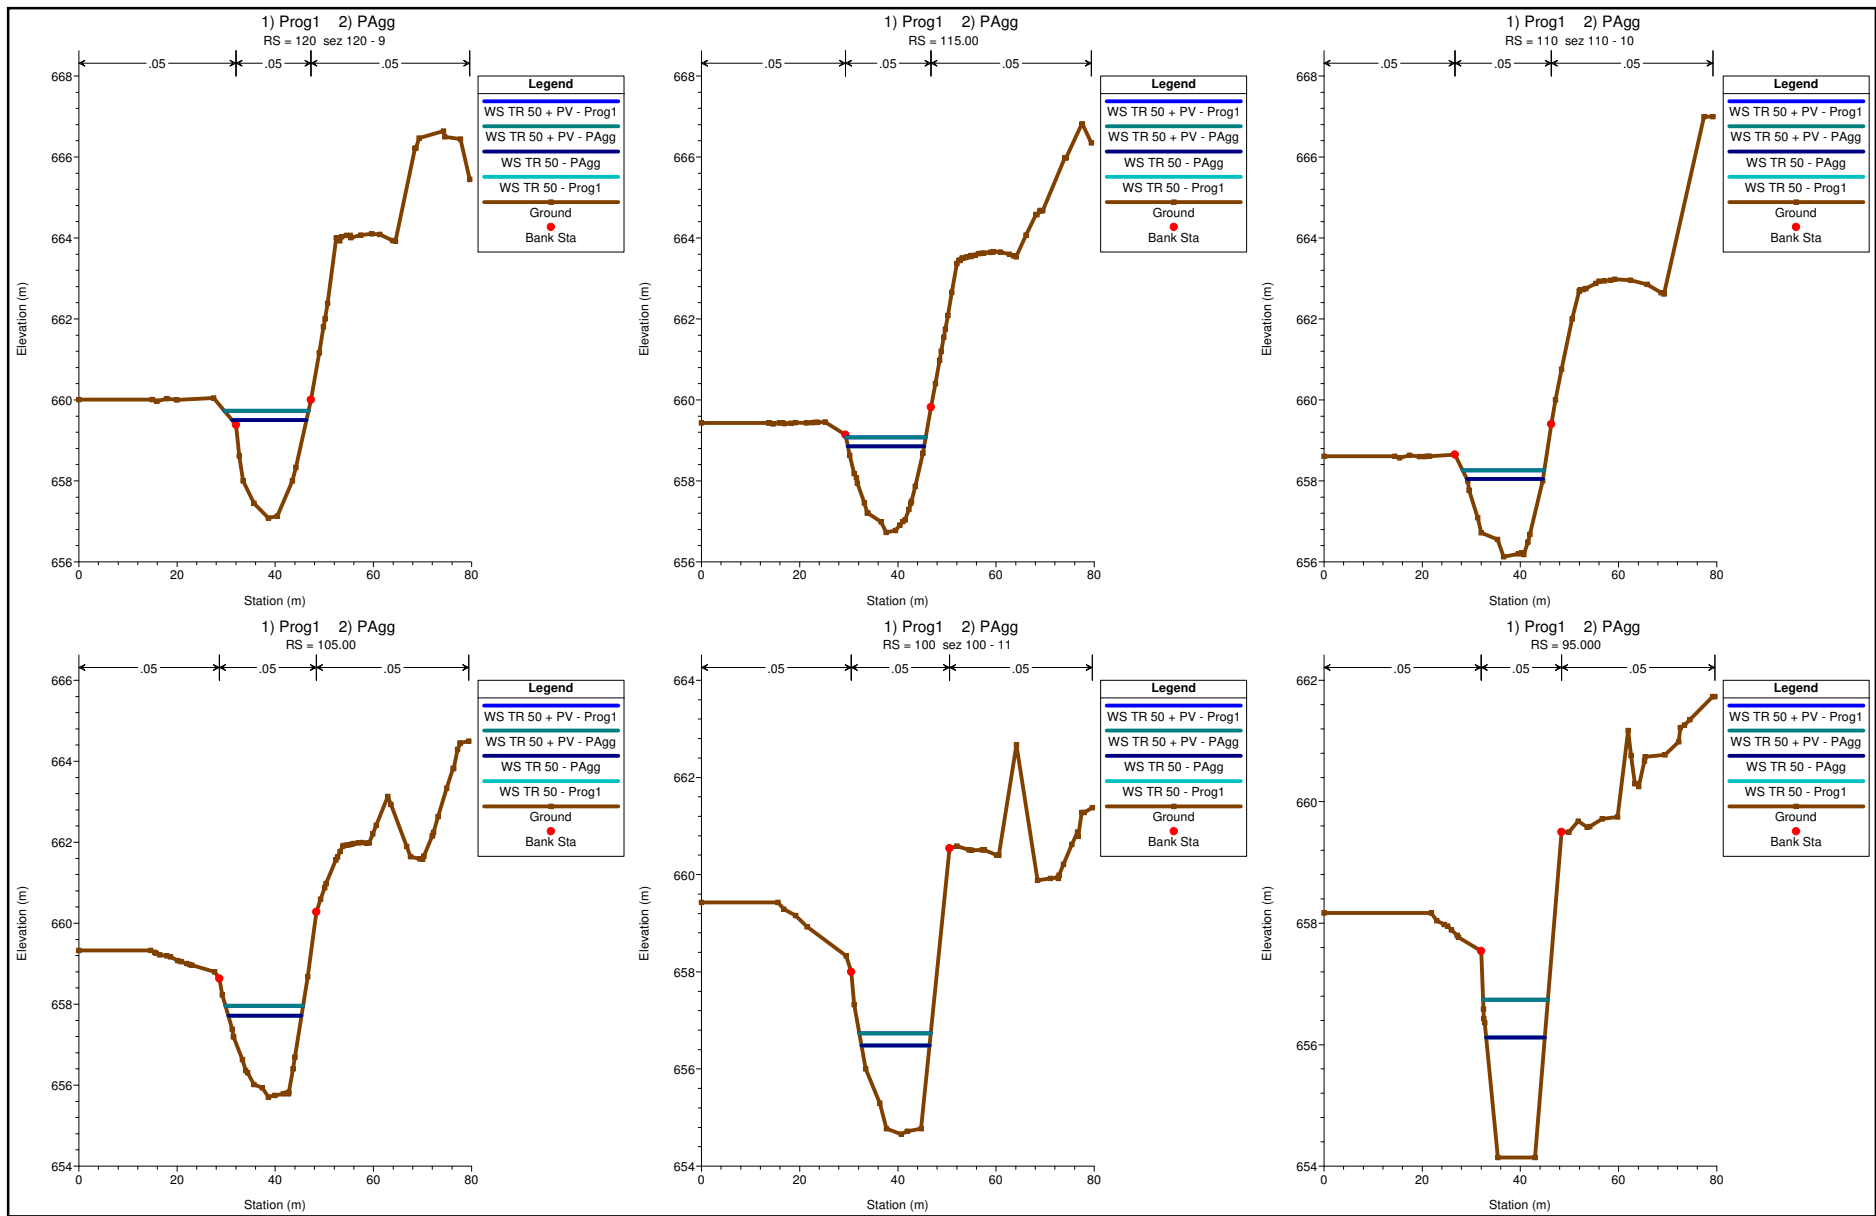 1) Prog1    2) PAgg
RS = 120   sez 120 - 9
.05 .05 .05
668
666
664
662
660
658
656
0 20 40 60 80
Elevation (m)
Station (m)
Legend
WS TR 50 + PV - Prog1
WS TR 50 + PV - PAgg
WS TR 50 - PAgg
WS TR 50 - Prog1
Ground
Bank Sta
1) Prog1    2) PAgg
RS = 115.00
.05 .05 .05
668
666
664
662
660
658
656
0 20 40 60 80
Elevation (m)
Station (m)
Legend
WS TR 50 + PV - Prog1
WS TR 50 + PV - PAgg
WS TR 50 - PAgg
WS TR 50 - Prog1
Ground
Bank Sta
1) Prog1    2) PAgg
RS = 110   sez 110 - 10
.05 .05 .05
668
666
664
662
660
658
656
0 20 40 60 80
Elevation (m)
Station (m)
Legend
WS TR 50 + PV - Prog1
WS TR 50 + PV - PAgg
WS TR 50 - PAgg
WS TR 50 - Prog1
Ground
Bank Sta
1) Prog1    2) PAgg
RS = 105.00
.05 .05 .05
666
664
662
660
658
656
654
0 20 40 60 80
Elevation (m)
Station (m)
Legend
WS TR 50 + PV - Prog1
WS TR 50 + PV - PAgg
WS TR 50 - PAgg
WS TR 50 - Prog1
Ground
Bank Sta
1) Prog1    2) PAgg
RS = 100   sez 100 - 11
.05 .05 .05
664
662
660
658
656
654
0 20 40 60 80
Elevation (m)
Station (m)
Legend
WS TR 50 + PV - Prog1
WS TR 50 + PV - PAgg
WS TR 50 - PAgg
WS TR 50 - Prog1
Ground
Bank Sta
1) Prog1    2) PAgg
RS = 95.000
.05 .05 .05
662
660
658
656
654
0 20 40 60 80
Elevation (m)
Station (m)
Legend
WS TR 50 + PV - Prog1
WS TR 50 + PV - PAgg
WS TR 50 - PAgg
WS TR 50 - Prog1
Ground
Bank Sta